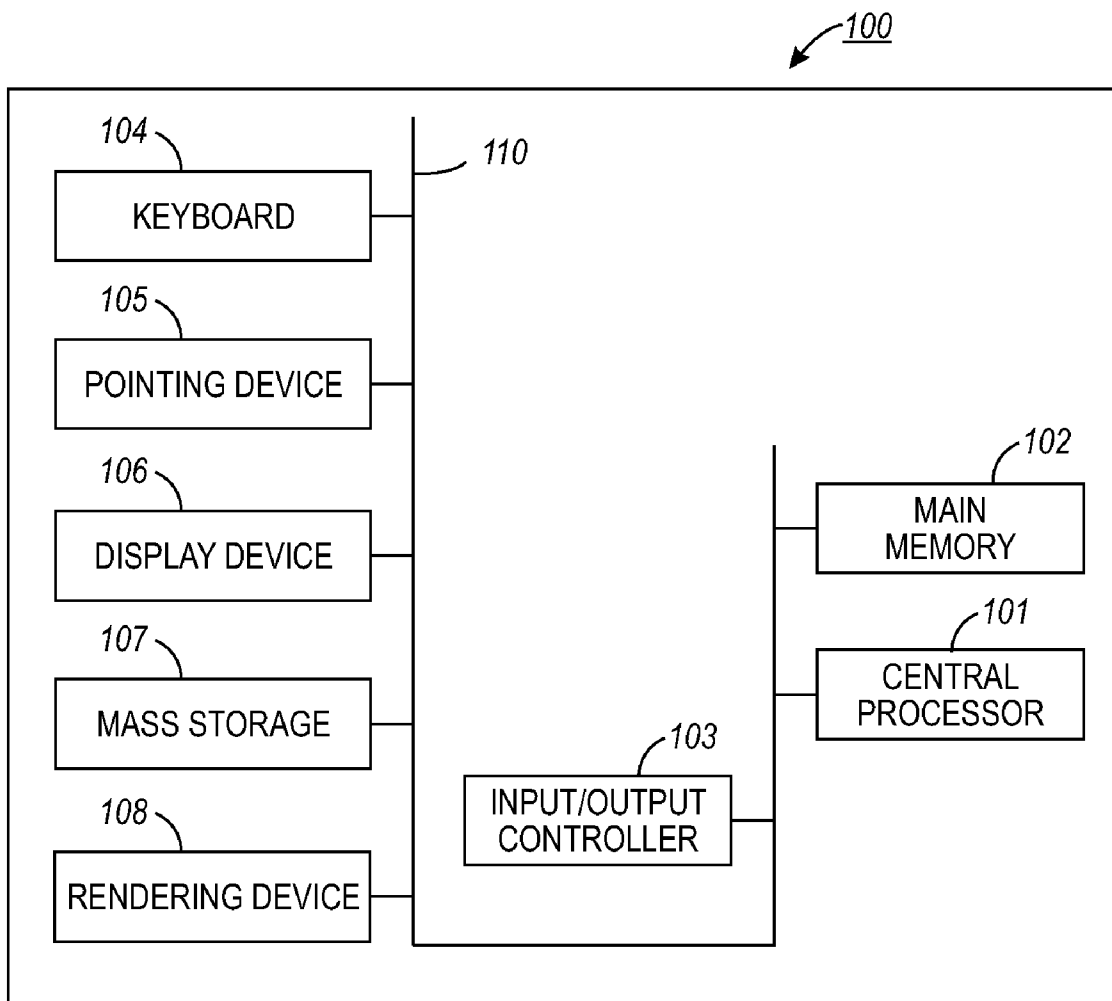 100
104
110
KEYBOARD
105
POINTING DEVICE
106
DISPLAY DEVICE
102
MAIN
MEMORY
107
MASS STORAGE
101
CENTRAL
PROCESSOR
103
INPUT/OUTPUT
CONTROLLER
108
RENDERING DEVICE